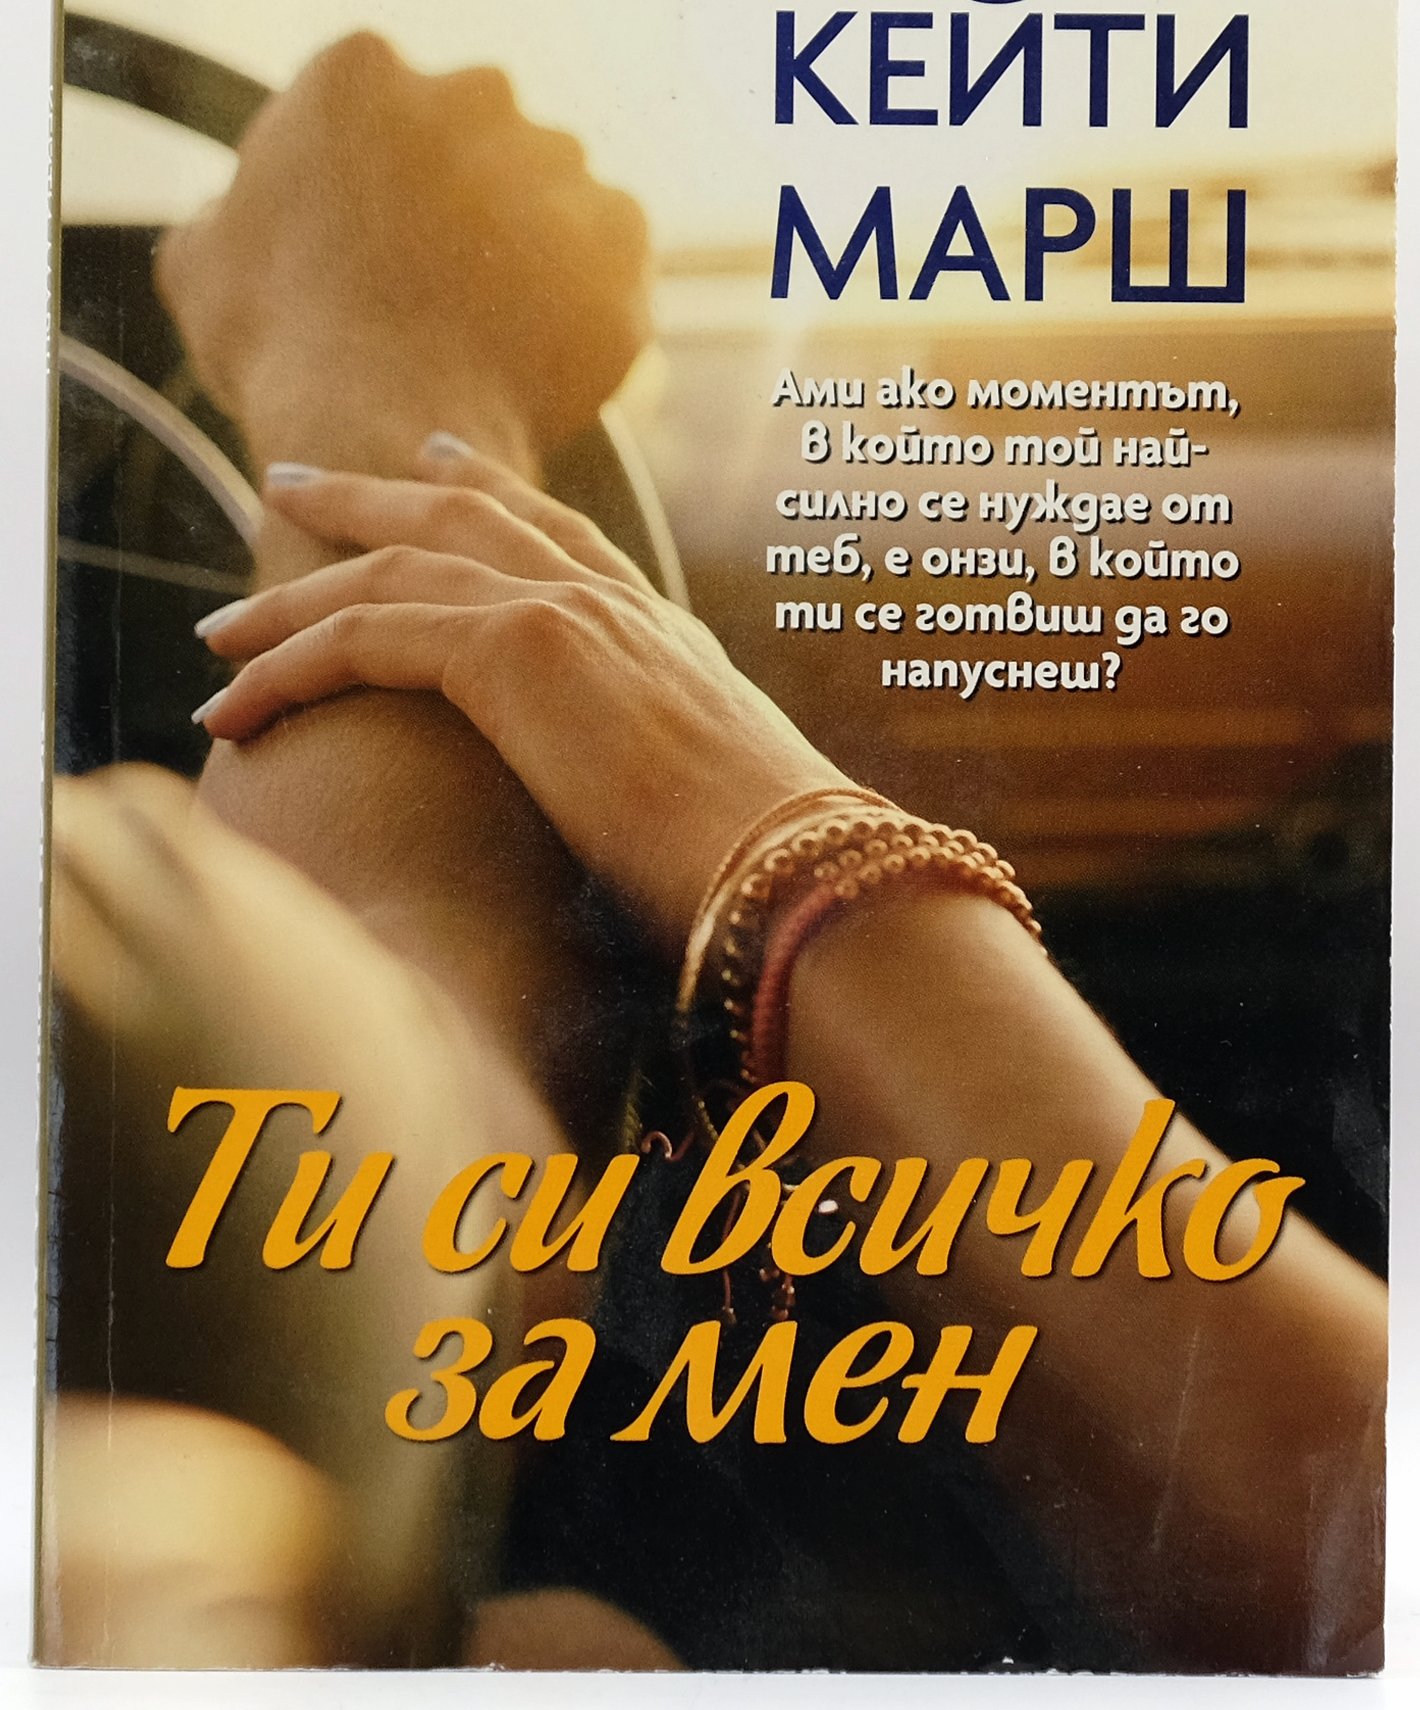 КЕЙТИ
МАРШ
Ами ако моментът,
в който той най-
силно се нуждае от
теб, е онзи, в който
ти се готвиш да го
напуснеш?
Ти си всичко
за мен